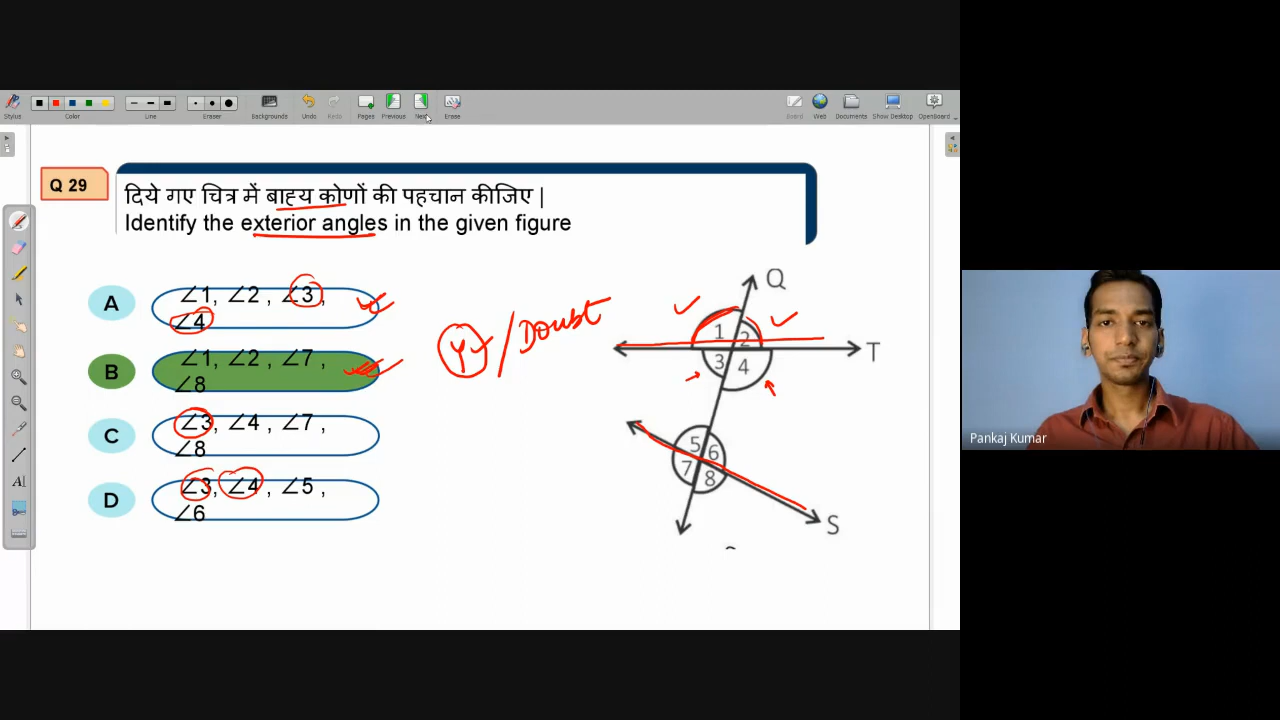 Stylus
Color
Line
Eraser
Backgrounds
Undo
Redo
Pages
Previous
Next
Erase
Board
Web
Documents
Show Desktop
OpenBoard
Q 29
दिये गए चित्र में बाह्य कोणों की पहचान कीजिए |
Identify the exterior angles in the given figure
A
∠1, ∠2 , ∠3 ,
∠4
B
∠1, ∠2 , ∠7 ,
∠8
C
∠3, ∠4 , ∠7 ,
∠8
D
∠3, ∠4 , ∠5 ,
∠6
Y / Doubt
Q
1
2
T
3
4
5
6
7
8
S
Pankaj Kumar